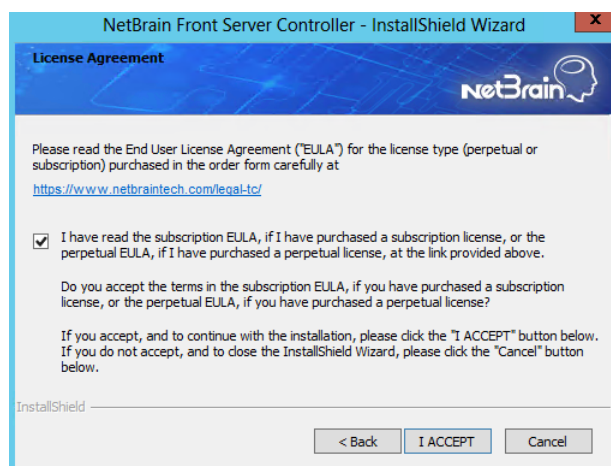 NetBrain Front Server Controller - InstallShield Wizard
x
License Agreement
NetBrain
Please read the End User License Agreement ("EULA") for the license type (perpetual or
subscription) purchased in the order form carefully at
https://www.netbraintech.com/legal-tc/
I have read the subscription EULA, if I have purchased a subscription license, or the
perpetual EULA, if I have purchased a perpetual license, at the link provided above.
Do you accept the terms in the subscription EULA, if you have purchased a subscription
license, or the perpetual EULA, if you have purchased a perpetual license?
If you accept, and to continue with the installation, please click the "I ACCEPT" button below.
If you do not accept, and to close the InstallShield Wizard, please click the "Cancel" button
below.
InstallShield
< Back I ACCEPT Cancel